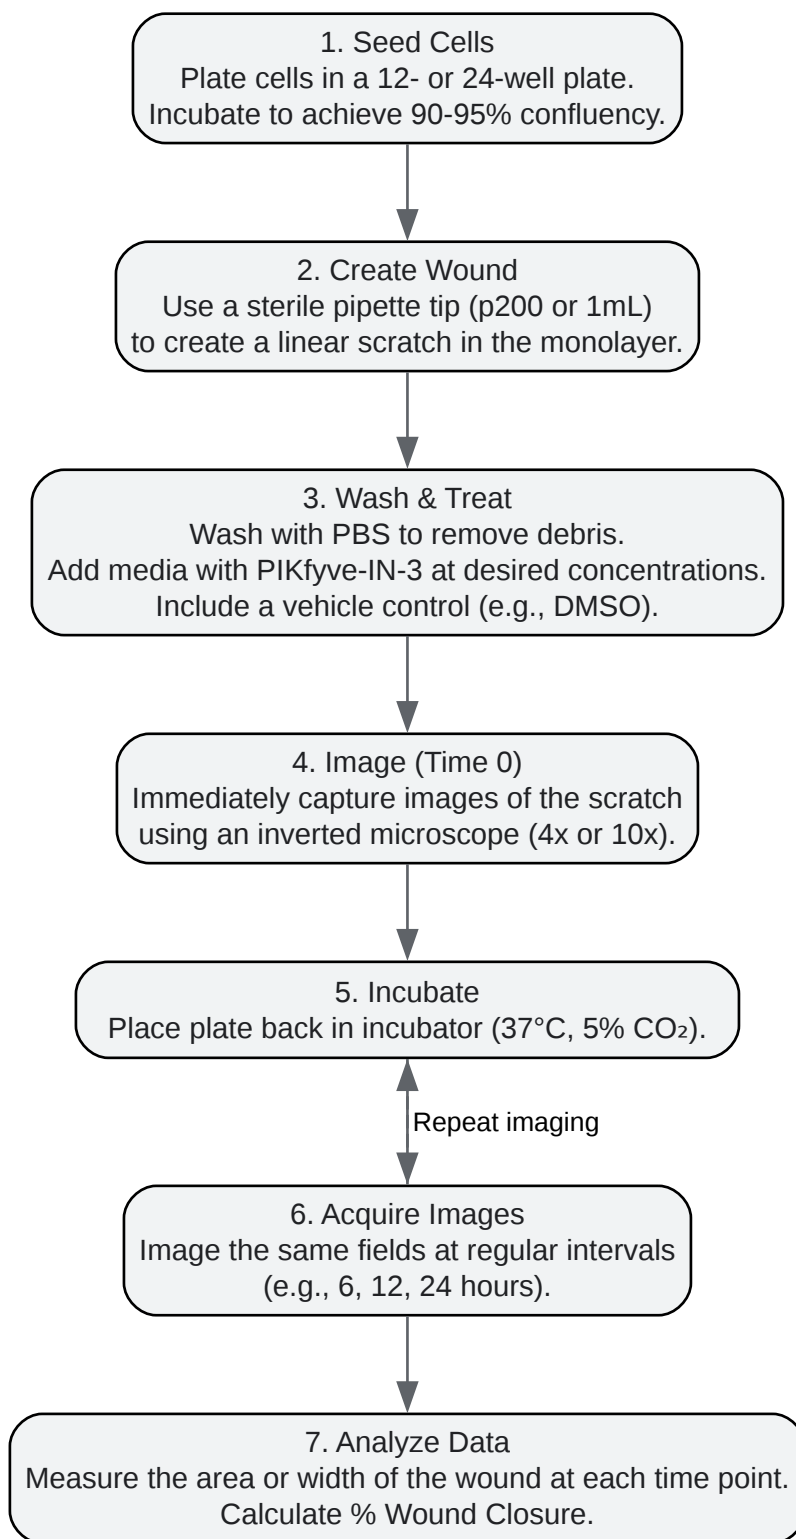 1. Seed Cells
Plate cells in a 12- or 24-well plate.
Incubate to achieve 90-95% confluency.
2. Create Wound
Use a sterile pipette tip (p200 or 1mL)
to create a linear scratch in the monolayer.
3. Wash & Treat
Wash with PBS to remove debris.
Add media with PIKfyve-IN-3 at desired concentrations.
Include a vehicle control (e.g., DMSO).
4. Image (Time 0)
Immediately capture images of the scratch
using an inverted microscope (4x or 10x).
5. Incubate
Place plate back in incubator (37°C, 5% CO₂).
Repeat imaging
6. Acquire Images
Image the same fields at regular intervals
(e.g., 6, 12, 24 hours).
7. Analyze Data
Measure the area or width of the wound at each time point.
Calculate % Wound Closure.